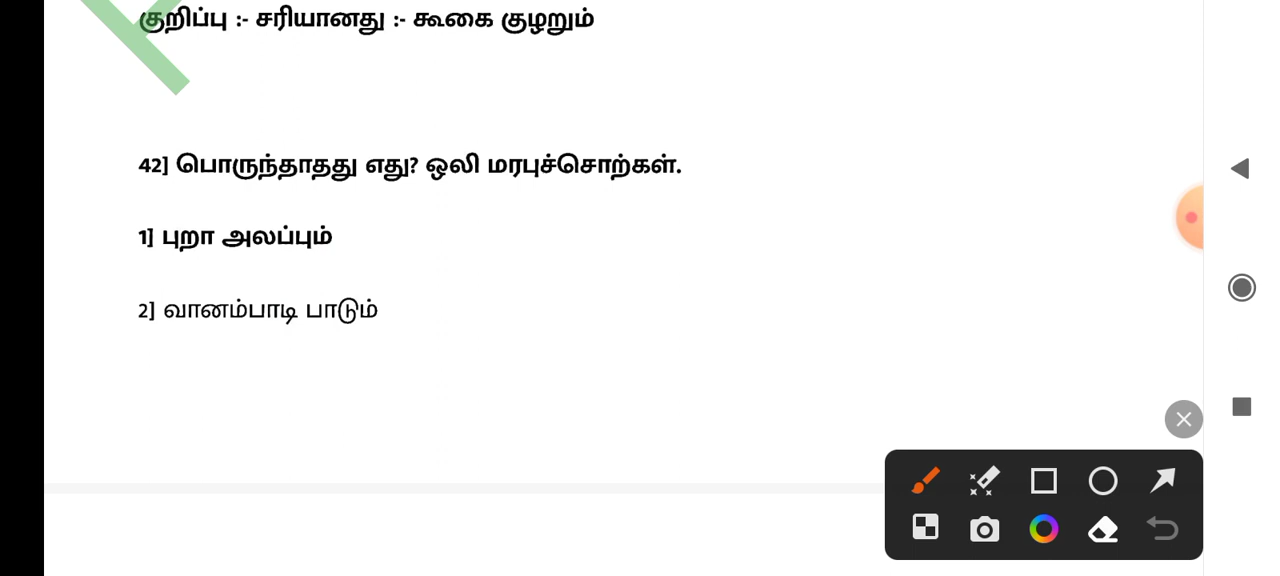 குறிப்பு :- சரியானது :- கூகை குழறும்
42] பொருந்தாதது எது? ஒலி மரபுச்சொற்கள்.
1] புறா அலப்பும்
2] வானம்பாடி பாடும்